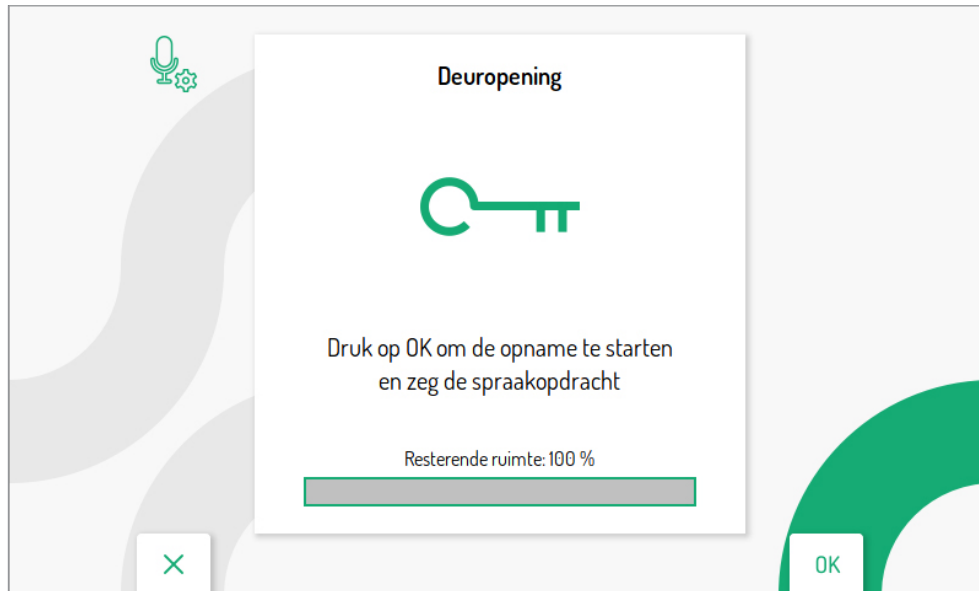 Deuropening
Druk op OK om de opname te starten
en zeg de spraakopdracht
Resterende ruimte: 100 %
OK